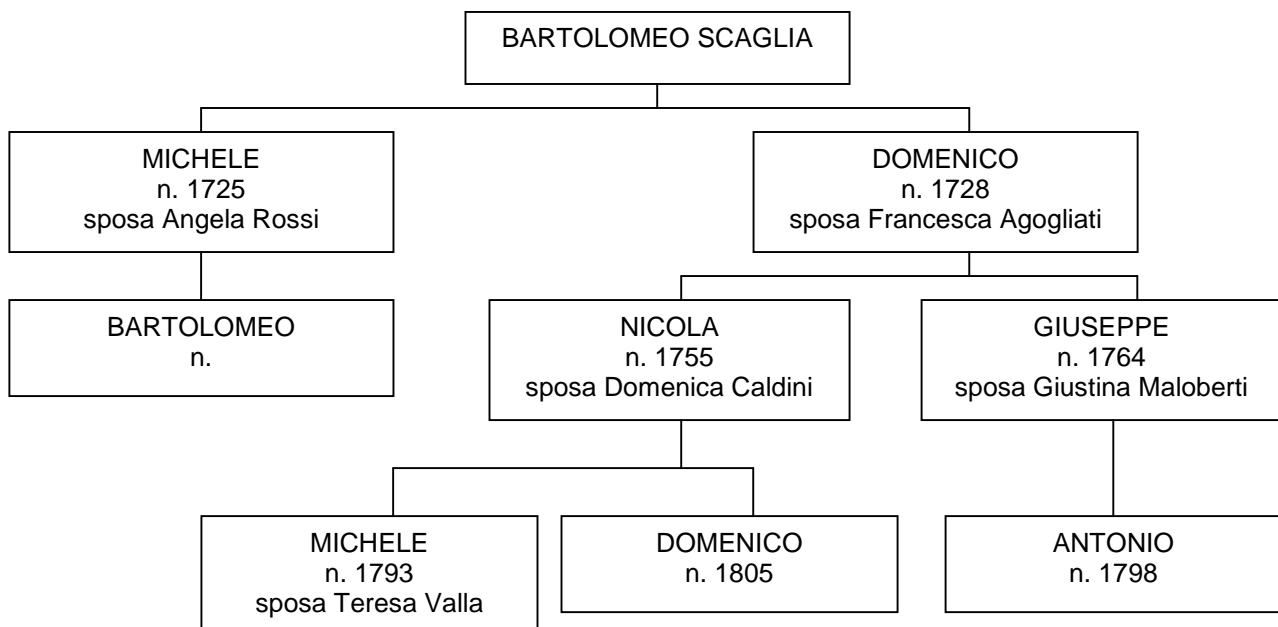 BARTOLOMEO SCAGLIA
MICHELE
n. 1725
sposa Angela Rossi
DOMENICO
n. 1728
sposa Francesca Agogliati
BARTOLOMEO
n.
NICOLA
n. 1755
sposa Domenica Caldini
GIUSEPPE
n. 1764
sposa Giustina Maloberti
MICHELE
n. 1793
sposa Teresa Valla
DOMENICO
n. 1805
ANTONIO
n. 1798